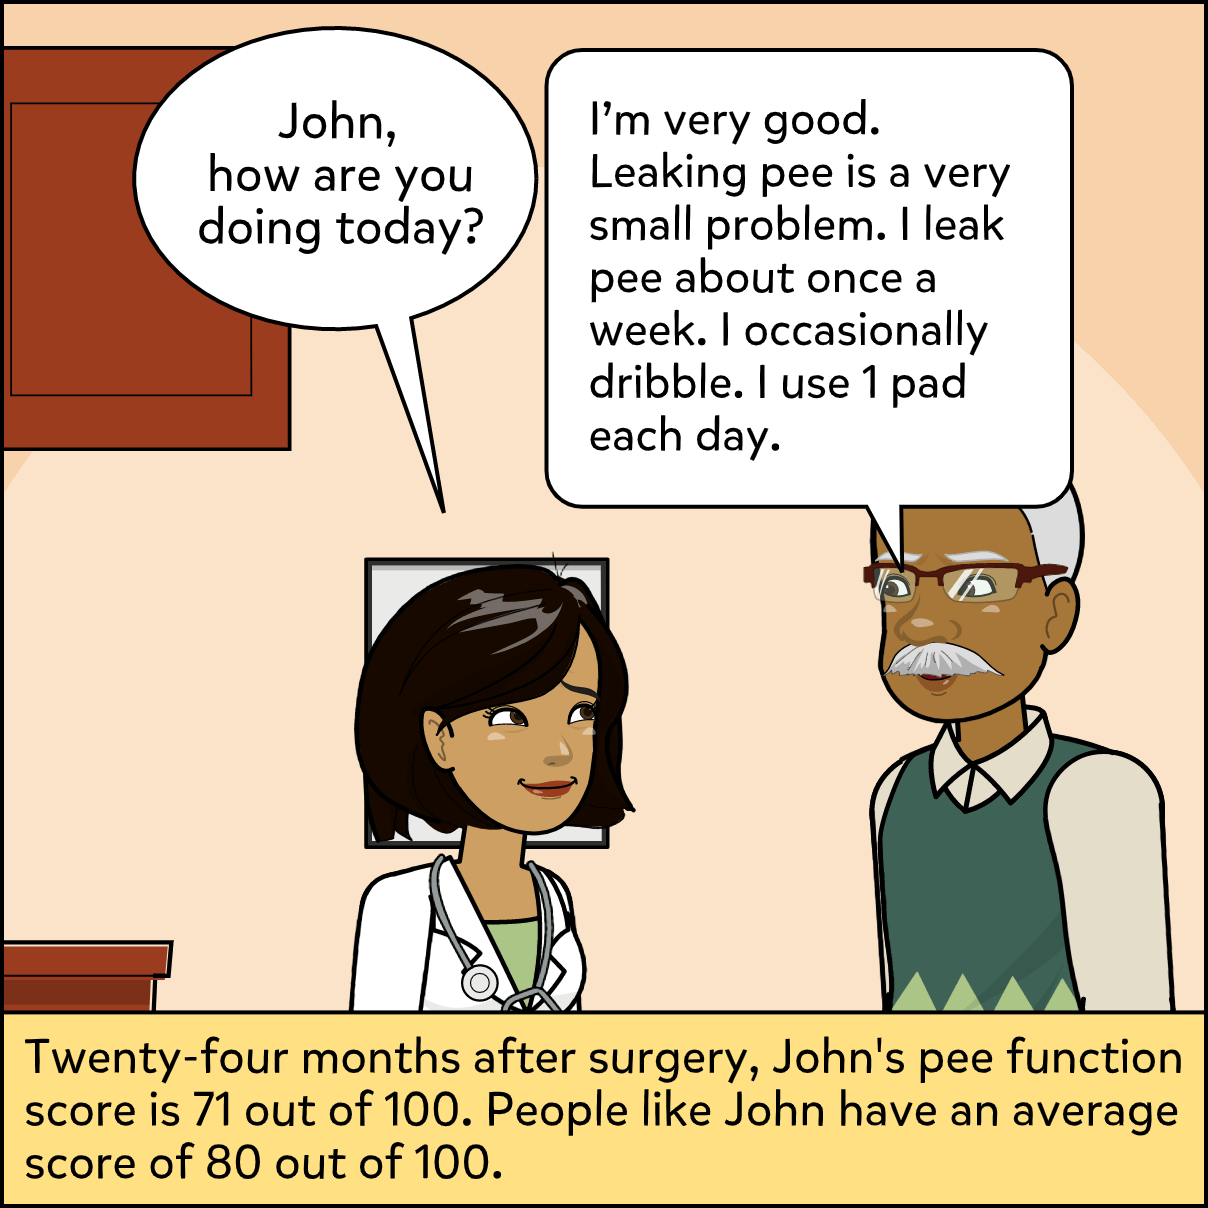 John,
how are you
doing today?
I’m very good.
Leaking pee is a very
small problem. I leak
pee about once a
week. I occasionally
dribble. I use 1 pad
each day.
Twenty-four months after surgery, John's pee function
score is 71 out of 100. People like John have an average
score of 80 out of 100.